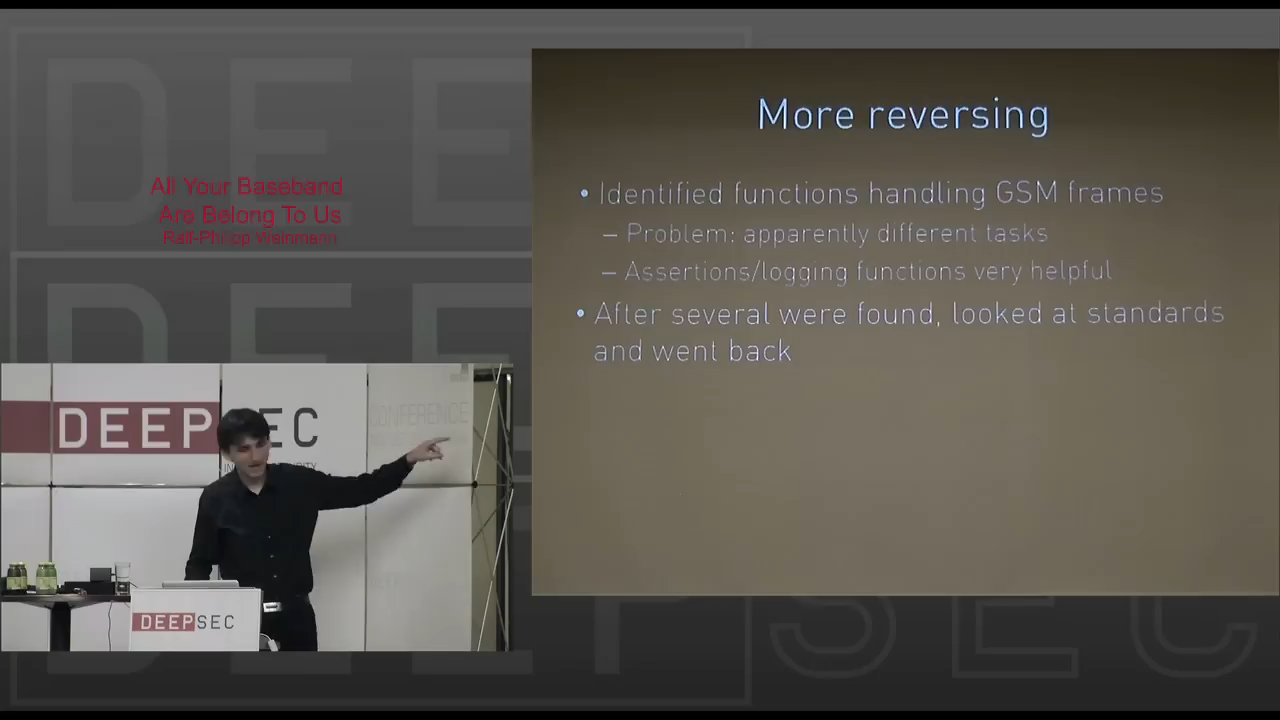 All Your Baseband
Are Belong To Us
Ralf-Philipp Weinmann
More reversing
• Identified functions handling GSM frames
– Problem: apparently different tasks
– Assertions/logging functions very helpful
• After several were found, looked at standards
and went back
DEEPSEC
CONFERENCE
DEEPSEC
DEEPSEC